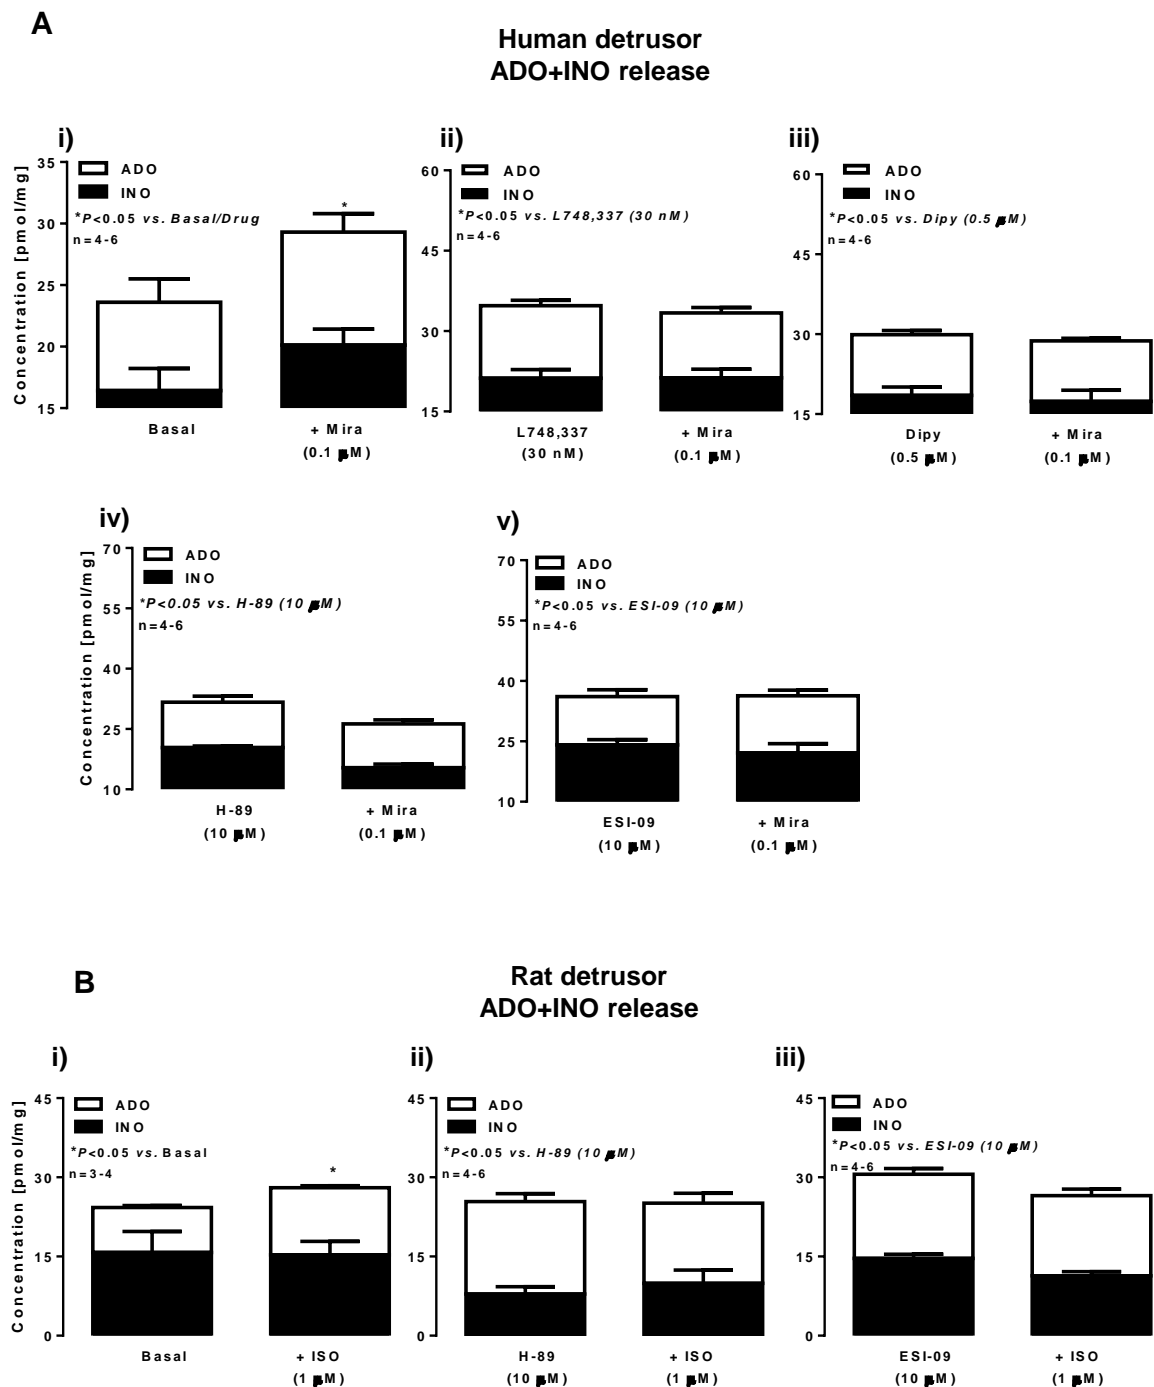 A
Human detrusor
ADO+INO release
i)
35
30
25
20
15
Concentration [pmol/mg]
ADO
INO
*P<0.05 vs. Basal/Drug
n=4-6
*
Basal
+ Mira
(0.1 µM)
ii)
60
45
30
15
ADO
INO
*P<0.05 vs. L748,337 (30 nM)
n=4-6
L748,337
(30 nM)
+ Mira
(0.1 µM)
iii)
60
45
30
15
ADO
INO
*P<0.05 vs. Dipy (0.5 µM)
n=4-6
Dipy
(0.5 µM)
+ Mira
(0.1 µM)
iv)
70
55
40
25
10
Concentration [pmol/mg]
ADO
INO
*P<0.05 vs. H-89 (10 µM)
n=4-6
H-89
(10 µM)
+ Mira
(0.1 µM)
v)
70
55
40
25
10
ADO
INO
*P<0.05 vs. ESI-09 (10 µM)
n=4-6
ESI-09
(10 µM)
+ Mira
(0.1 µM)
B
Rat detrusor
ADO+INO release
i)
45
30
15
0
Concentration [pmol/mg]
ADO
INO
*P<0.05 vs. Basal
n=3-4
*
Basal
+ ISO
(1 µM)
ii)
45
30
15
0
ADO
INO
*P<0.05 vs. H-89 (10 µM)
n=4-6
H-89
(10 µM)
+ ISO
(1 µM)
iii)
45
30
15
0
ADO
INO
*P<0.05 vs. ESI-09 (10 µM)
n=4-6
ESI-09
(10 µM)
+ ISO
(1 µM)